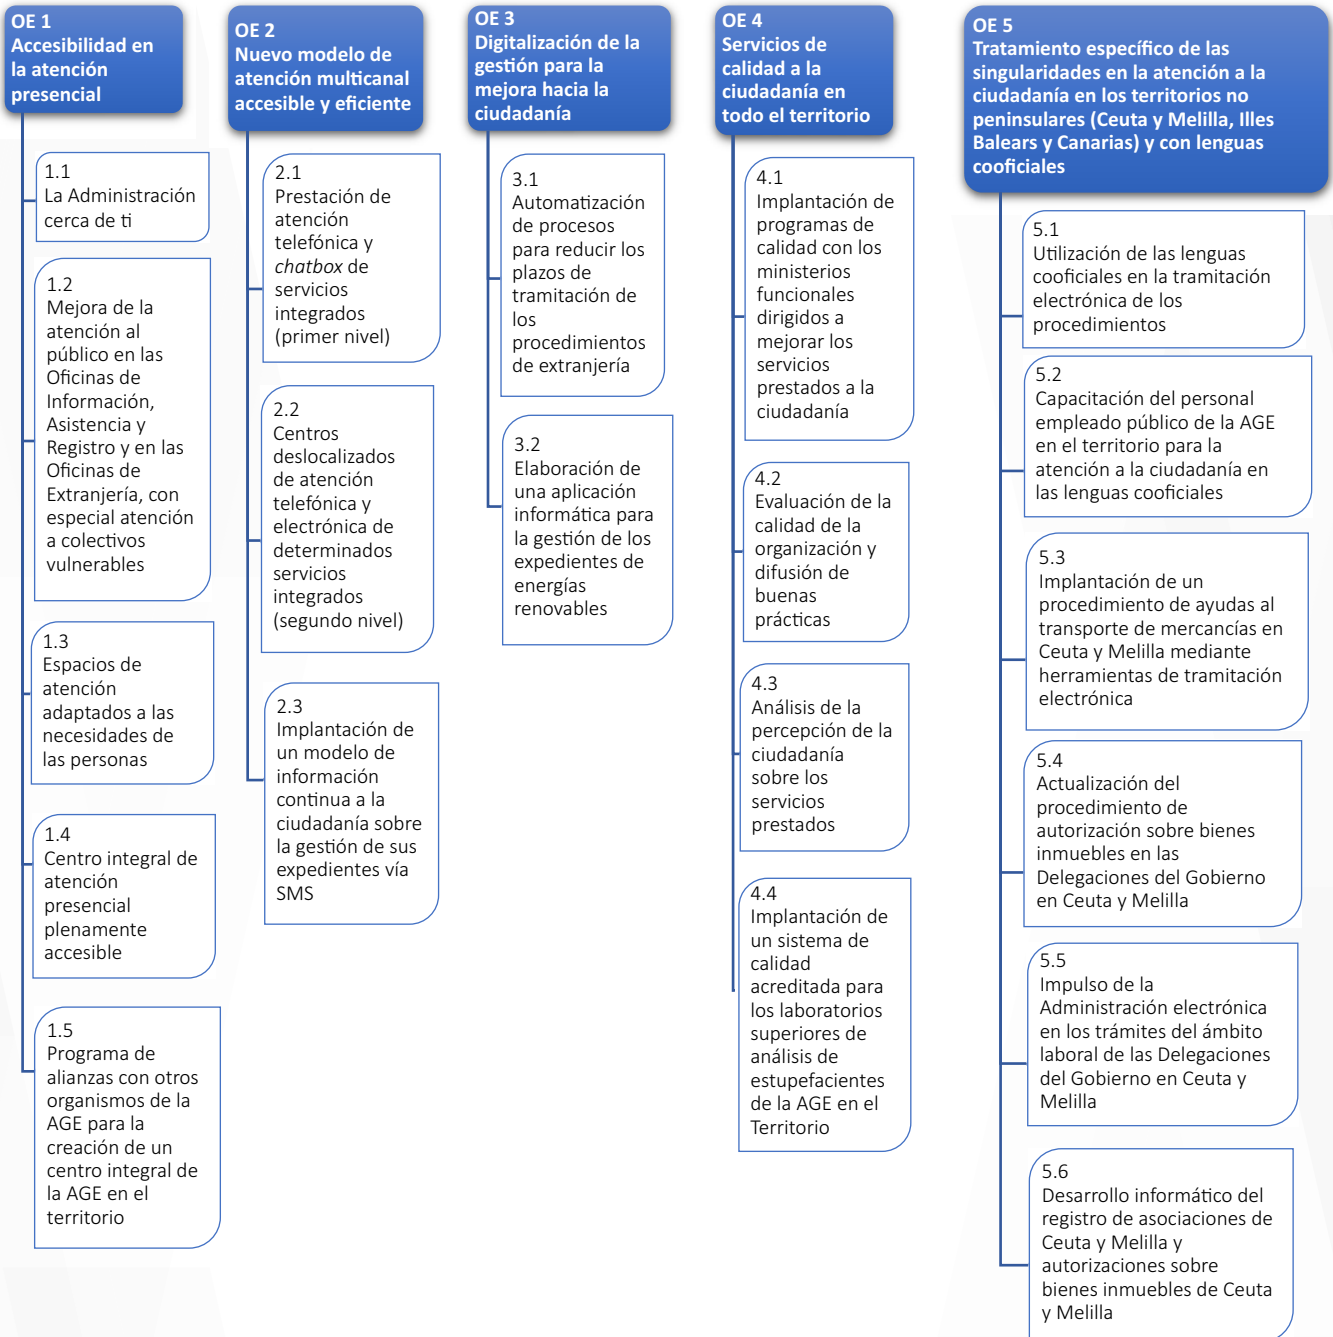 OE 1
Accesibilidad en
la atención
presencial
1.1
La Administración
cerca de ti
1.2
Mejora de la
atención al
público en las
Oficinas de
Información,
Asistencia y
Registro y en las
Oficinas de
Extranjería, con
especial atención
a colectivos
vulnerables
1.3
Espacios de
atención
adaptados a las
necesidades de
las personas
1.4
Centro integral de
atención
presencial
plenamente
accesible
1.5
Programa de
alianzas con otros
organismos de la
AGE para la
creación de un
centro integral de
la AGE en el
territorio
OE 2
Nuevo modelo de
atención multicanal
accesible y eficiente
2.1
Prestación de
atención
telefónica y
chatbox de
servicios
integrados
(primer nivel)
2.2
Centros
deslocalizados
de atención
telefónica y
electrónica de
determinados
servicios
integrados
(segundo nivel)
2.3
Implantación de
un modelo de
información
continua a la
ciudadanía sobre
la gestión de sus
expedientes vía
SMS
OE 3
Digitalización de la
gestión para la
mejora hacia la
ciudadanía
3.1
Automatización
de procesos
para reducir los
plazos de
tramitación de
los
procedimientos
de extranjería
3.2
Elaboración de
una aplicación
informática para
la gestión de los
expedientes de
energías
renovables
OE 4
Servicios de
calidad a la
ciudadanía en
todo el territorio
4.1
Implantación de
programas de
calidad con los
ministerios
funcionales
dirigidos a
mejorar los
servicios
prestados a la
ciudadanía
4.2
Evaluación de la
calidad de la
organización y
difusión de
buenas
prácticas
4.3
Análisis de la
percepción de la
ciudadanía
sobre los
servicios
prestados
4.4
Implantación de
un sistema de
calidad
acreditada para
los laboratorios
superiores de
análisis de
estupefacientes
de la AGE en el
Territorio
OE 5
Tratamiento específico de las
singularidades en la atención a la
ciudadanía en los territorios no
peninsulares (Ceuta y Melilla, Illes
Balears y Canarias) y con lenguas
cooficiales
5.1
Utilización de las lenguas
cooficiales en la tramitación
electrónica de los
procedimientos
5.2
Capacitación del personal
empleado público de la AGE
en el territorio para la
atención a la ciudadanía en
las lenguas cooficiales
5.3
Implantación de un
procedimiento de ayudas al
transporte de mercancías en
Ceuta y Melilla mediante
herramientas de tramitación
electrónica
5.4
Actualización del
procedimiento de
autorización sobre bienes
inmuebles en las
Delegaciones del Gobierno
en Ceuta y Melilla
5.5
Impulso de la
Administración electrónica
en los trámites del ámbito
laboral de las Delegaciones
del Gobierno en Ceuta y
Melilla
5.6
Desarrollo informático del
registro de asociaciones de
Ceuta y Melilla y
autorizaciones sobre
bienes inmuebles de Ceuta
y Melilla